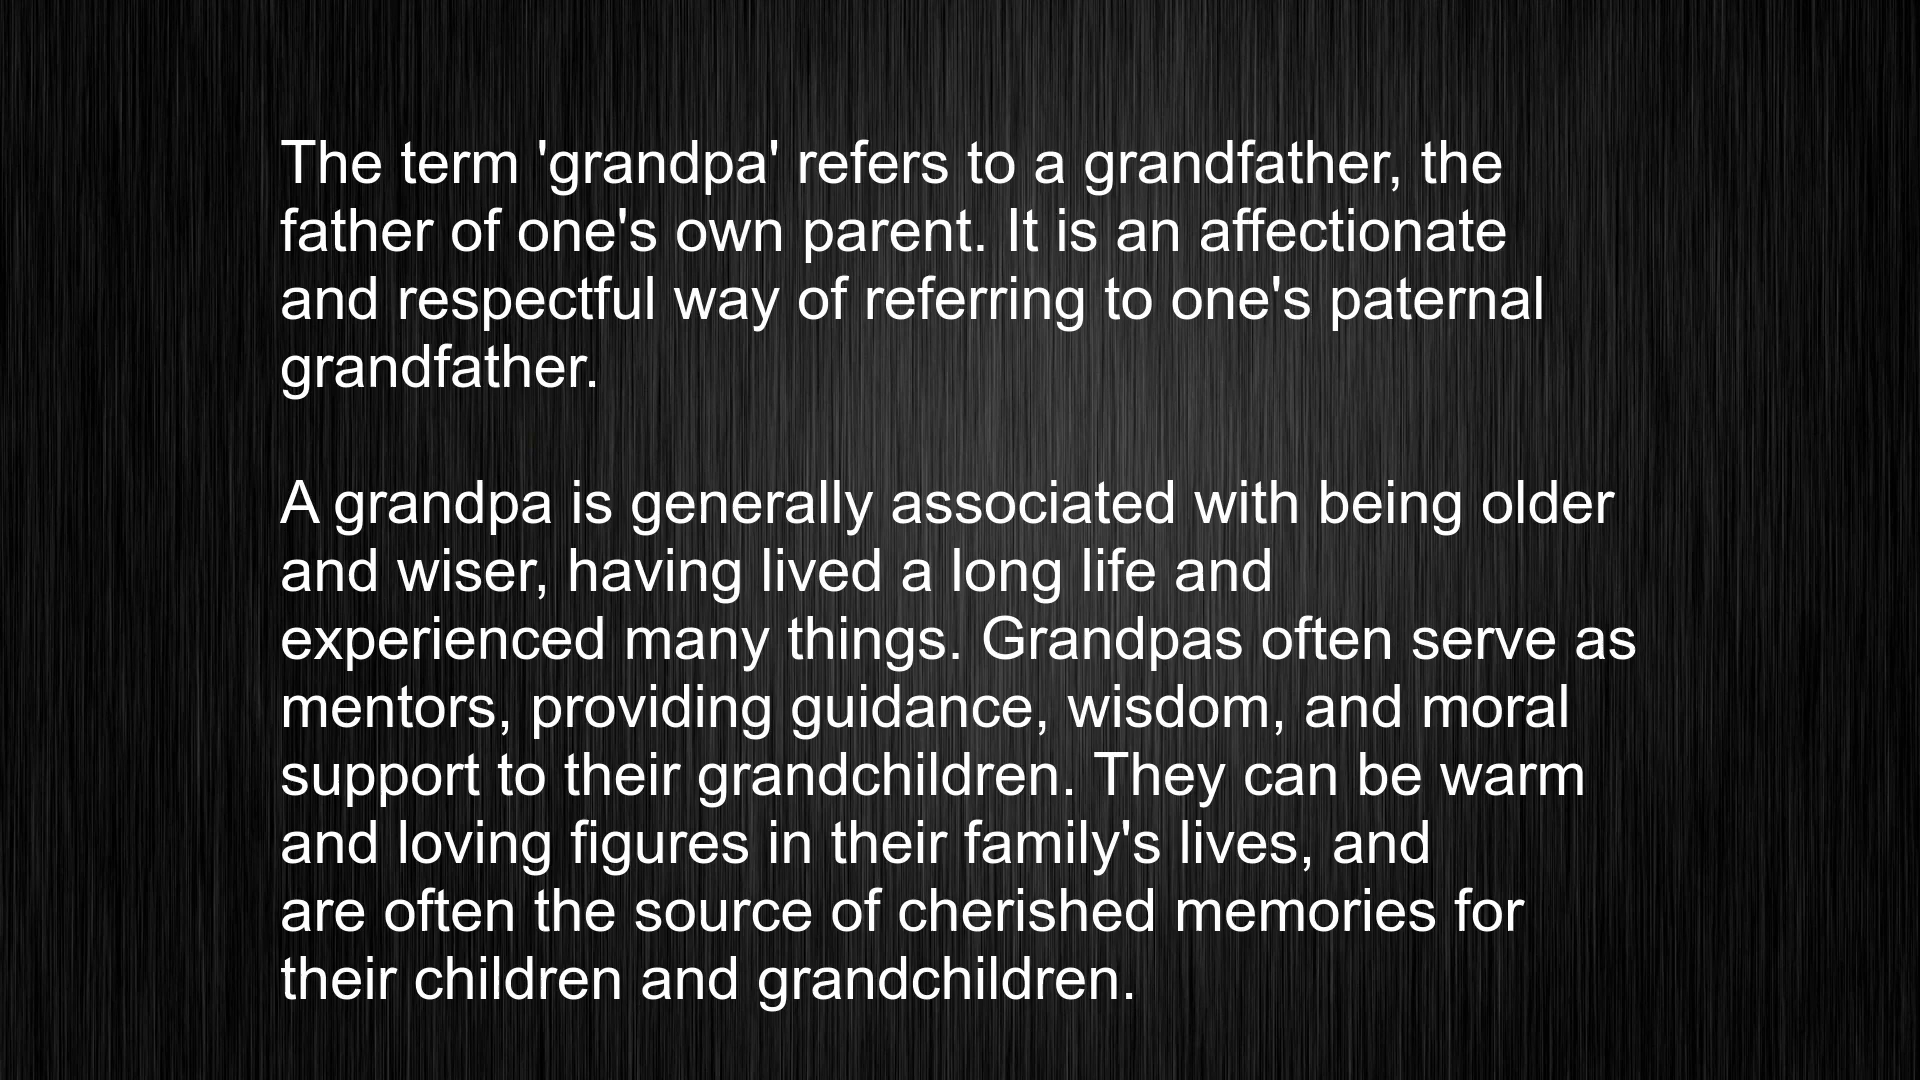 The term 'grandpa' refers to a grandfather, the
father of one's own parent. It is an affectionate
and respectful way of referring to one's paternal
grandfather.
A grandpa is generally associated with being older
and wiser, having lived a long life and
experienced many things. Grandpas often serve as
mentors, providing guidance, wisdom, and moral
support to their grandchildren. They can be warm
and loving figures in their family's lives, and
are often the source of cherished memories for
their children and grandchildren.